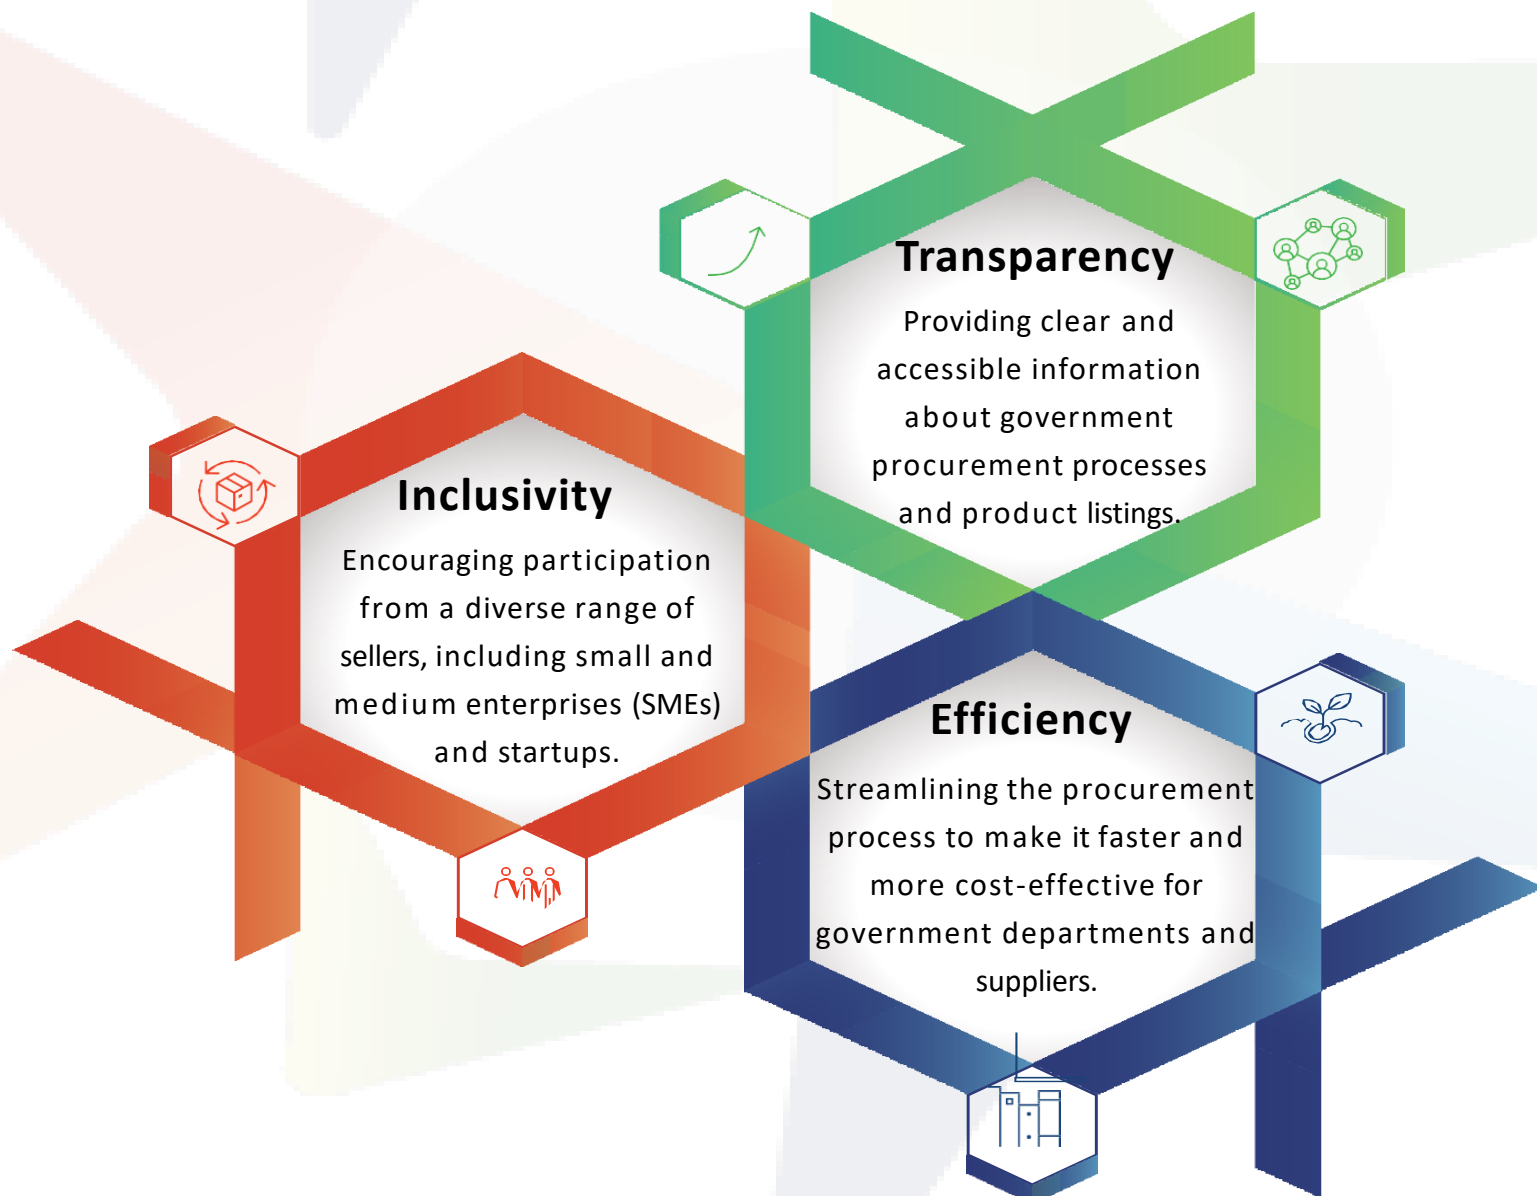 Transparency
Providing clear and
accessible information
about government
procurement processes
and product listings.
Inclusivity
Encouraging participation
from a diverse range of
sellers, including small and
medium enterprises (SMEs)
and startups.
Efficiency
Streamlining the procurement
process to make it faster and
more cost-effective for
government departments and
suppliers.